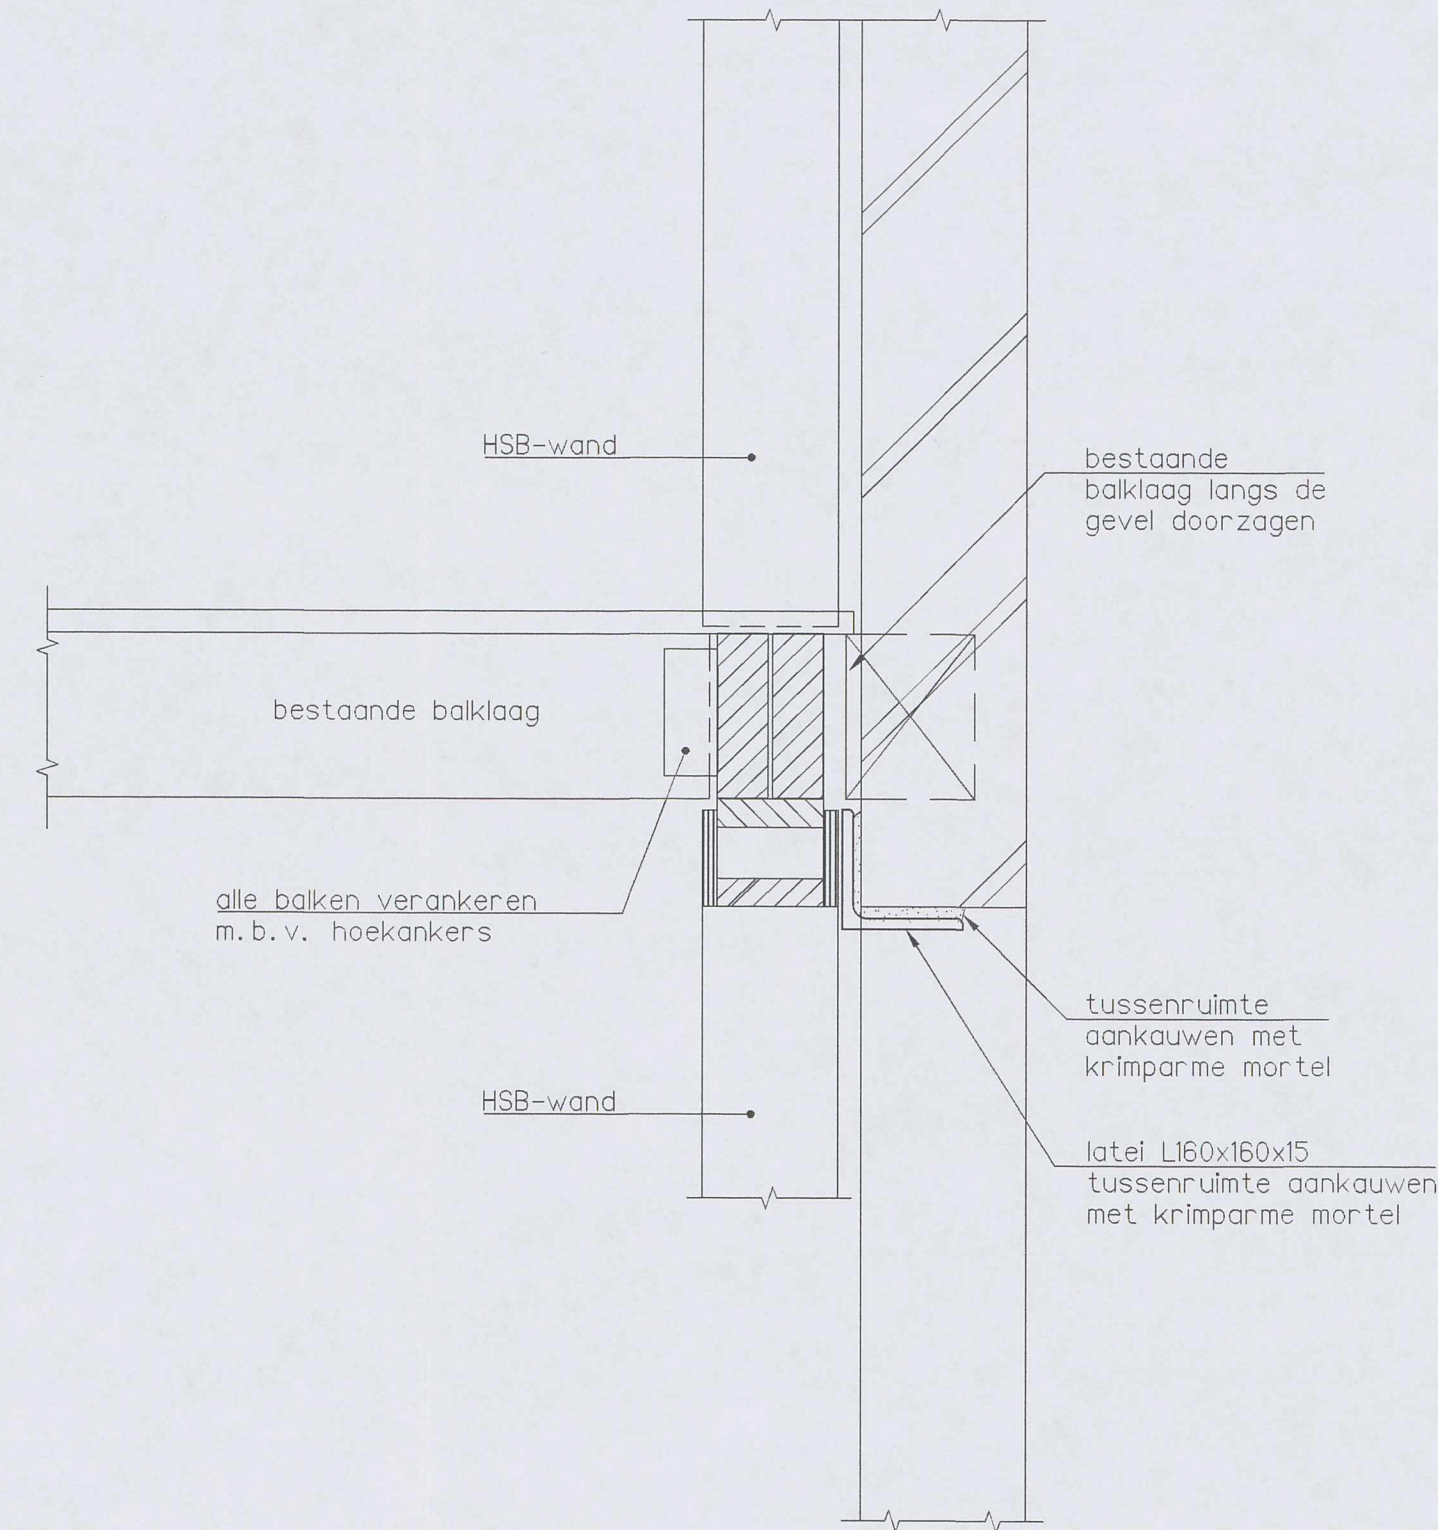 HSB-wand
bestaande
balklaag langs de
gevel doorzagen
bestaande balklaag
alle balken verankeren
m.b.v. hoekankers
tussenruimte
aankauwen met
krimparme mortel
HSB-wand
latei L160x160x15
tussenruimte aankauwen
met krimparme mortel